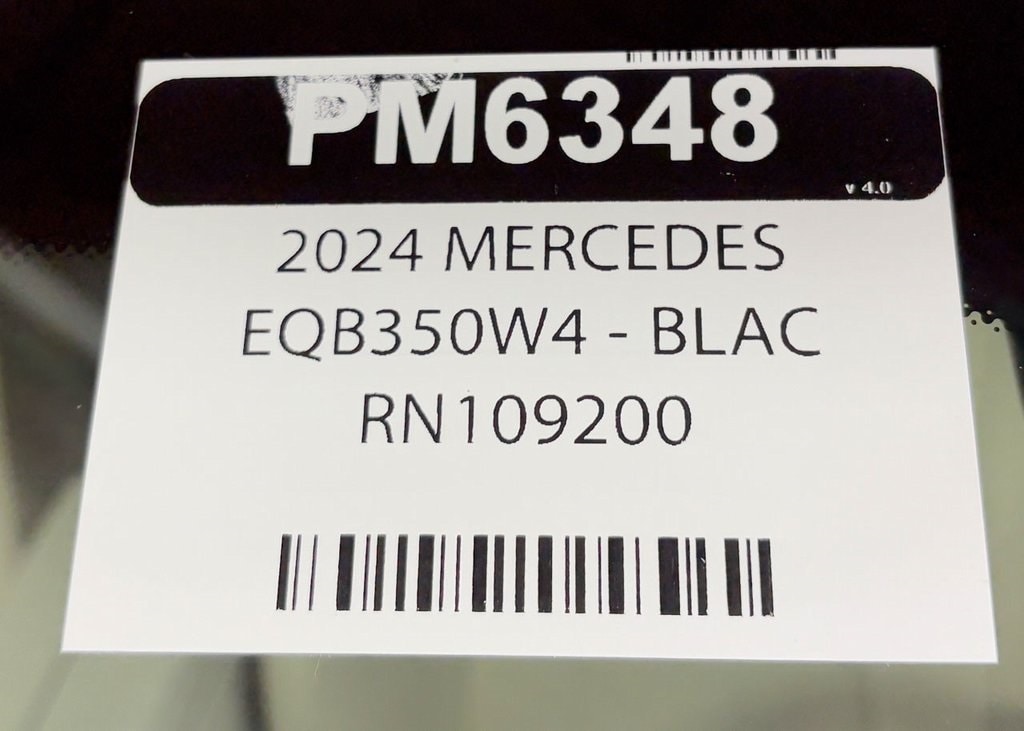 PM6348
v 4.0
2024 MERCEDES
EQB350W4 - BLAC
RN109200